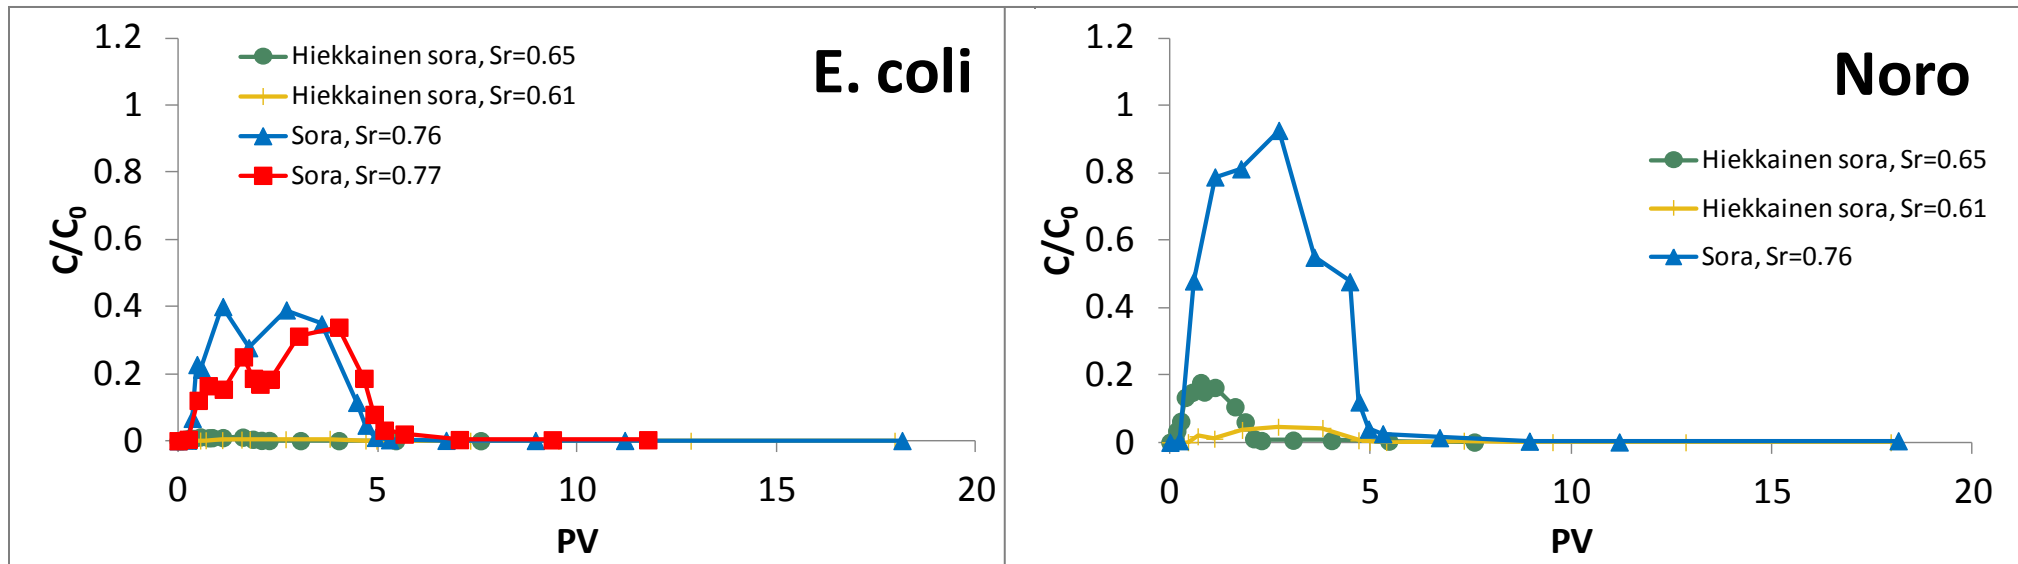 E. coli
1.2
1
0.8
0.6
0.4
0.2
0
C/C₀
Hiekkainen sora, Sr=0.65
Hiekkainen sora, Sr=0.61
Sora, Sr=0.76
Sora, Sr=0.77
0 5 10 15 20
PV
Noro
1.2
1
0.8
0.6
0.4
0.2
0
C/C₀
Hiekkainen sora, Sr=0.65
Hiekkainen sora, Sr=0.61
Sora, Sr=0.76
0 5 10 15 20
PV